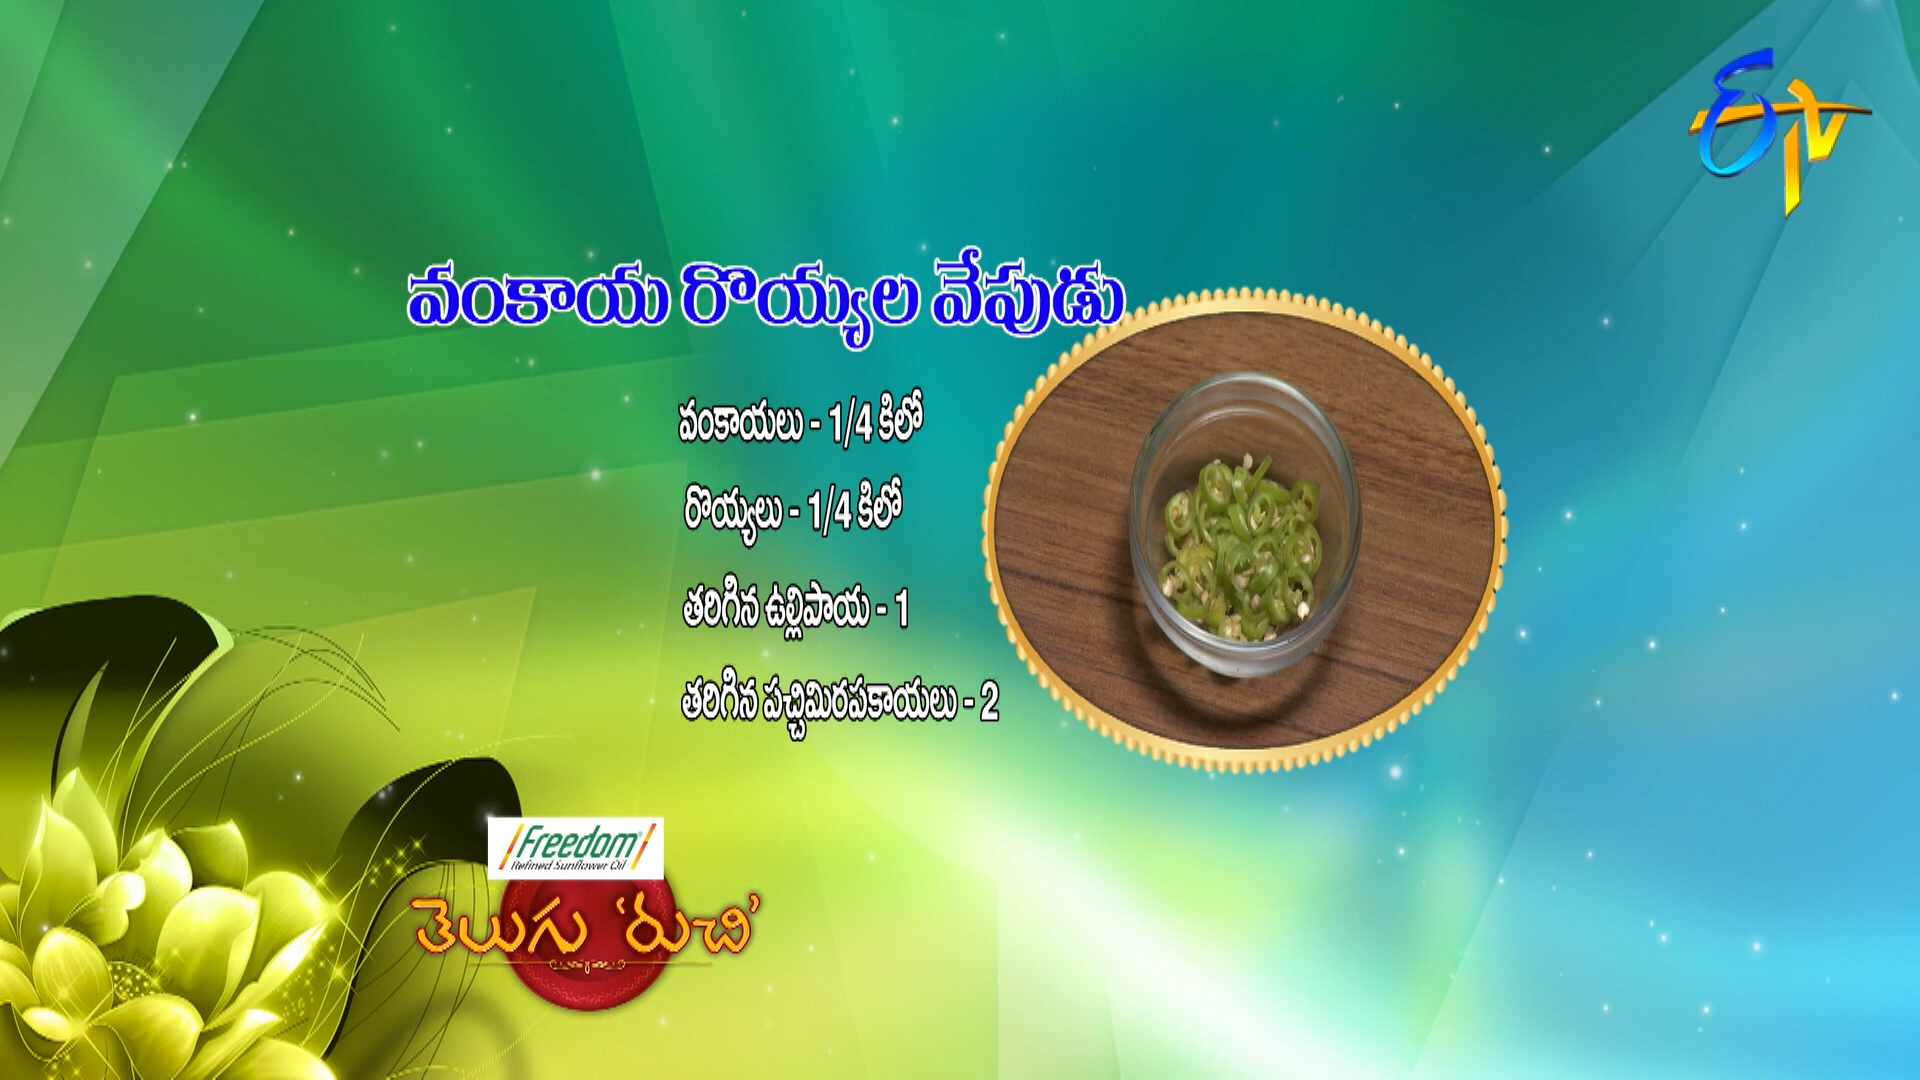 ETV
వంకాయ రొయ్యల వేపుడు
వంకాయలు - 1/4 కిలో
రొయ్యలు - 1/4 కిలో
తరిగిన ఉల్లిపాయ - 1
తరిగిన పచ్చిమిరపకాయలు - 2
Freedom
Refined Sunflower Oil
తెలుగు 'రుచి'